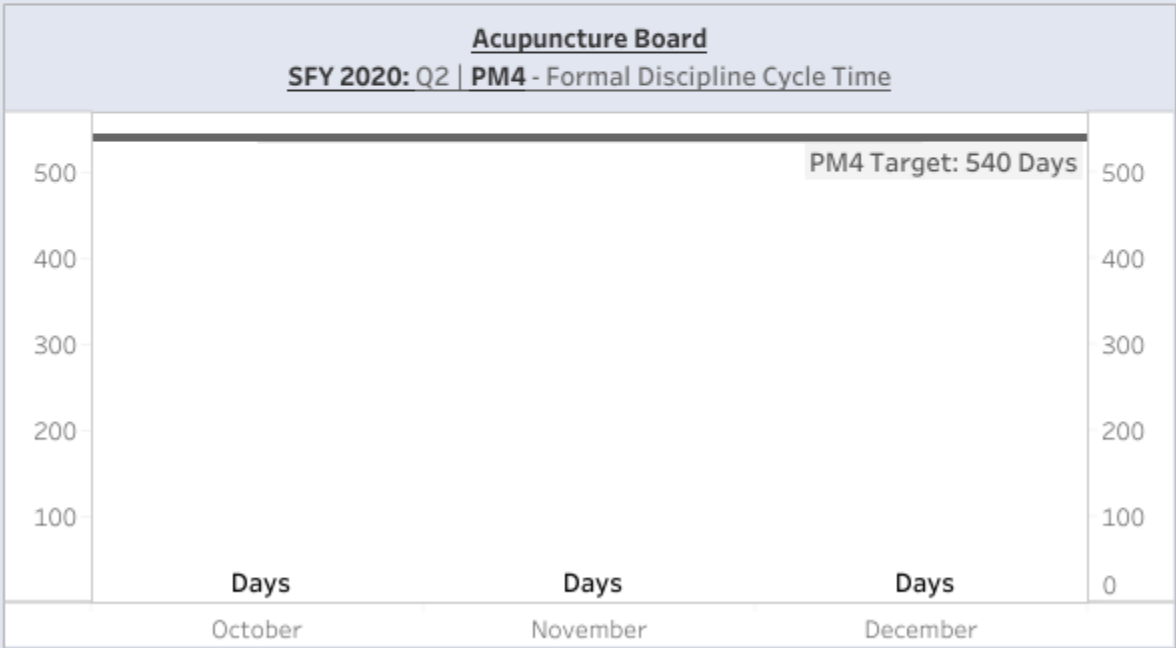 Acupuncture Board
SFY 2020: Q2 | PM4 - Formal Discipline Cycle Time
PM4 Target: 540 Days
500 500
400 400
300 300
200 200
100 100
Days Days Days 0
October November December